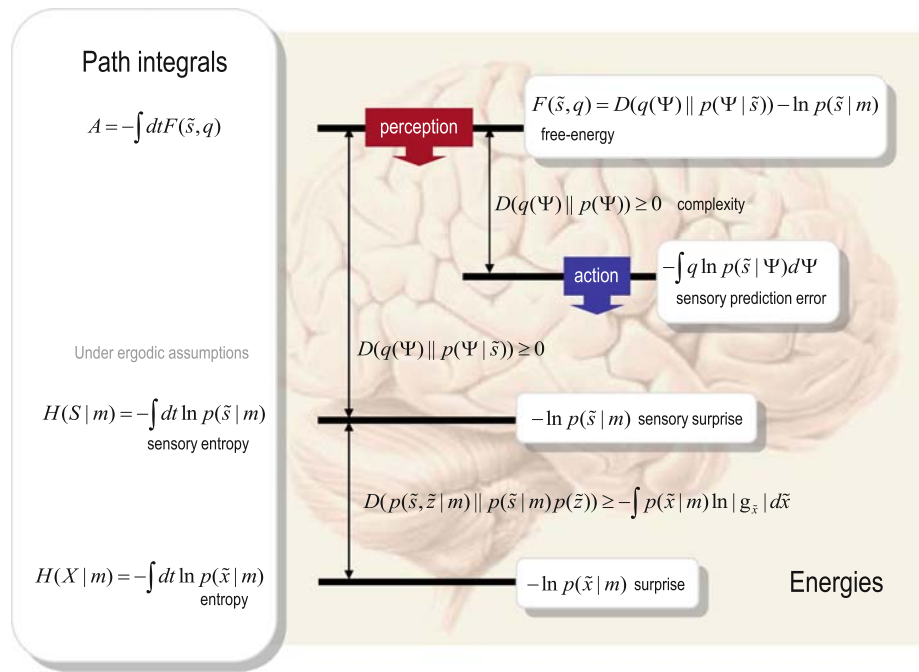 Path integrals
A = −∫ dtF(s̃, q)
perception
F(s̃, q) = D(q(Ψ) || p(Ψ | s̃)) − ln p(s̃ | m)
free-energy
D(q(Ψ) || p(Ψ)) ≥ 0 complexity
action
−∫ q ln p(s̃ | Ψ)dΨ
sensory prediction error
Under ergodic assumptions
D(q(Ψ) || p(Ψ | s̃)) ≥ 0
H(S | m) = −∫ dt ln p(s̃ | m)
sensory entropy
−ln p(s̃ | m) sensory surprise
D(p(s̃, z̃ | m) || p(s̃ | m)p(z̃)) ≥ −∫ p(x̃ | m) ln | g_x̃ | dx̃
H(X | m) = −∫ dt ln p(x̃ | m)
entropy
−ln p(x̃ | m) surprise
Energies